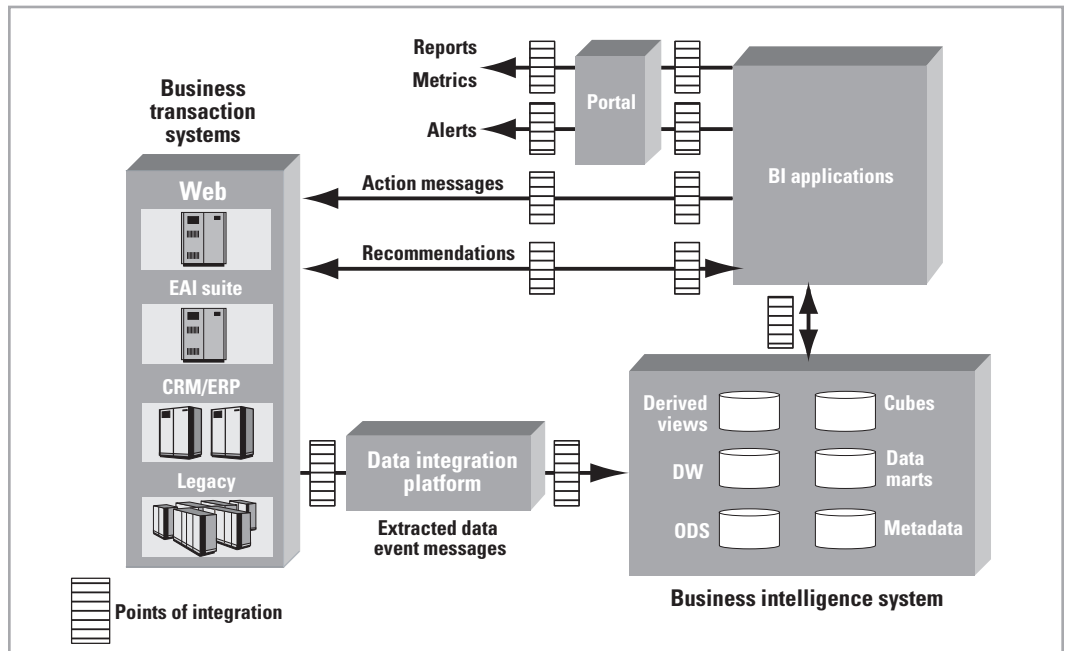 Reports
Metrics
Alerts
Portal
BI applications
Business
transaction
systems
Web
EAI suite
CRM/ERP
Legacy
Action messages
Recommendations
Data integration
platform
Extracted data
event messages
Derived
views
Cubes
DW
Data
marts
ODS
Metadata
Business intelligence system
Points of integration